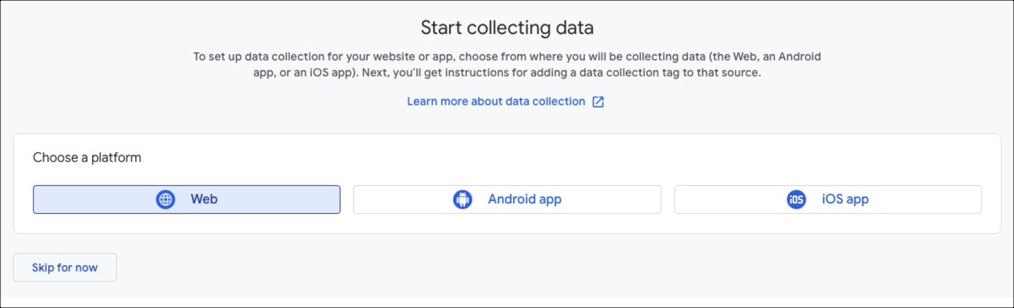 Start collecting data
To set up data collection for your website or app, choose from where you will be collecting data (the Web, an Android
app, or an iOS app). Next, you'll get instructions for adding a data collection tag to that source.
Learn more about data collection
Choose a platform
Web
Android app
iOS iOS app
Skip for now